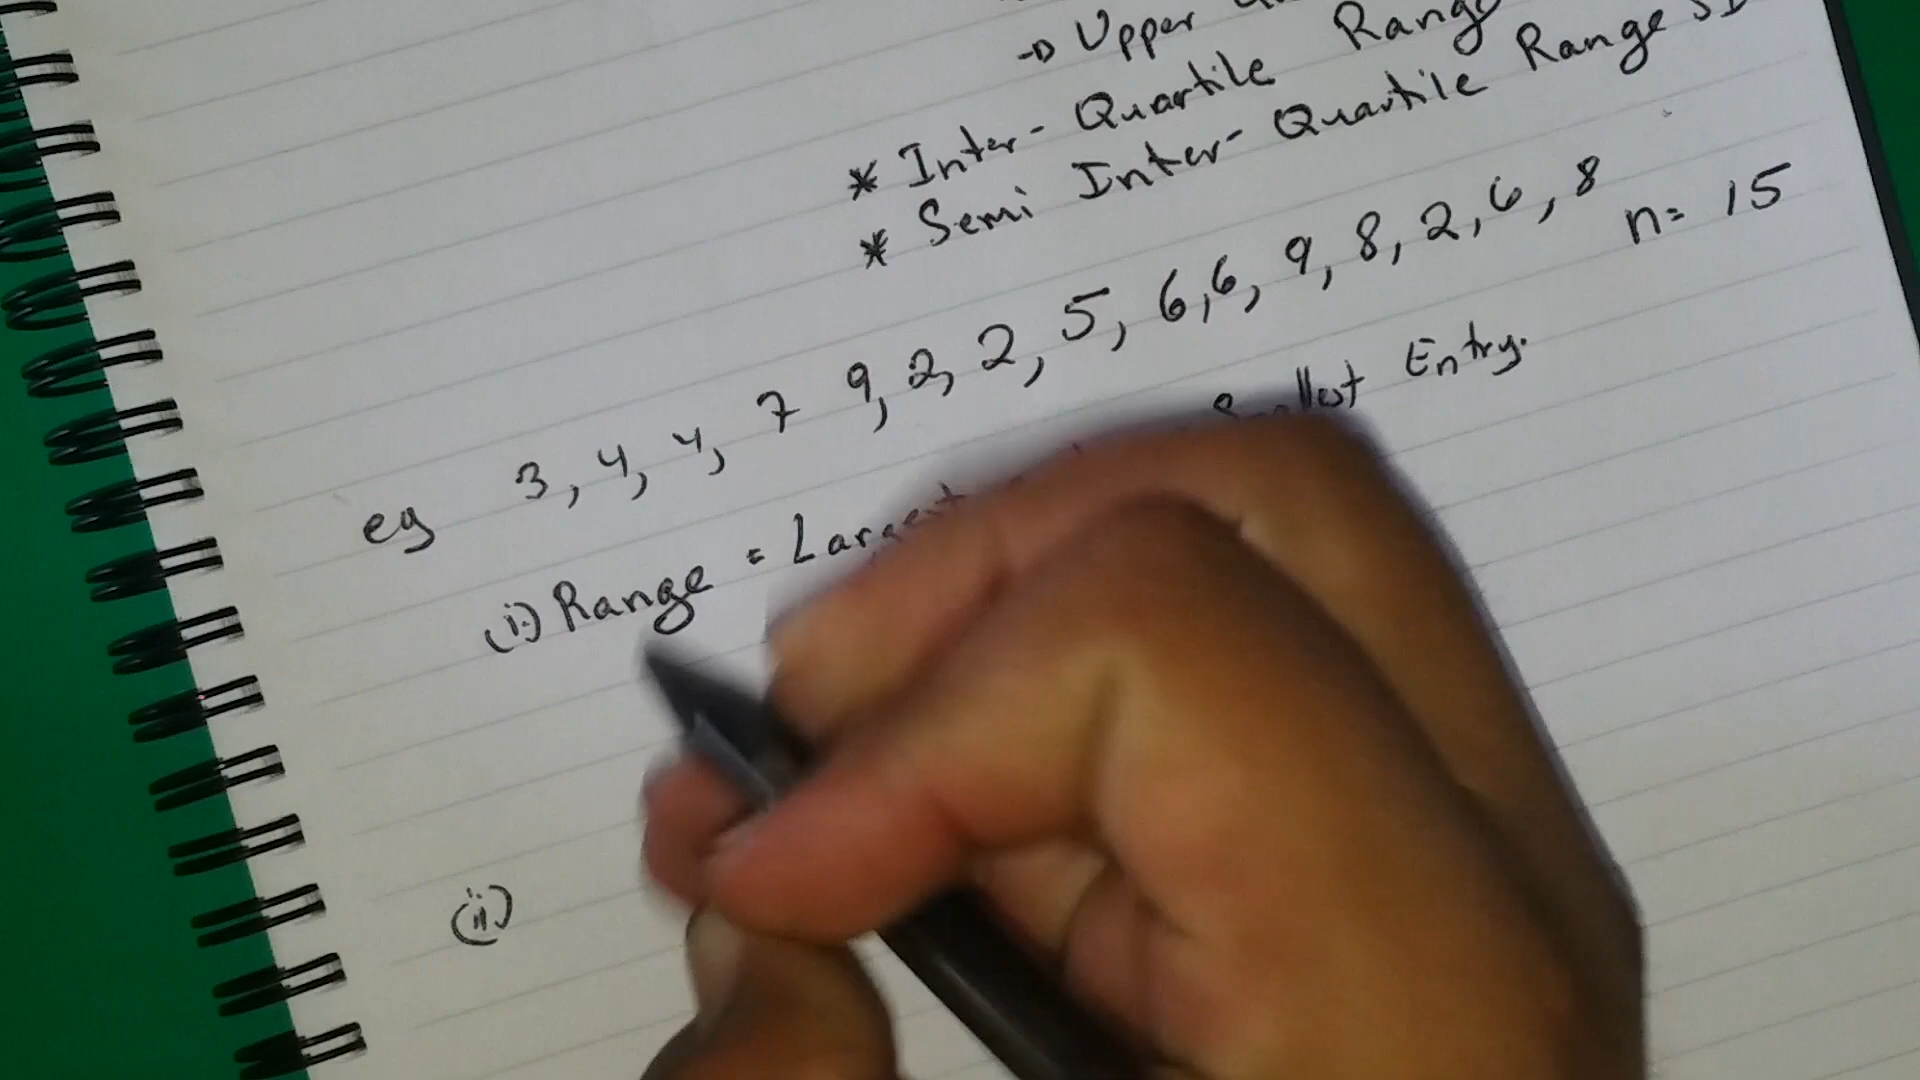 -D Upper
* Inter- Quartile Range
* Semi Inter- Quartile Range
eg 3, 4, 4, 7 9, 2, 2, 5, 6, 6, 9, 8, 2, 6, 8 n= 15
(i) Range = Largest Smallest Entry.
(ii)